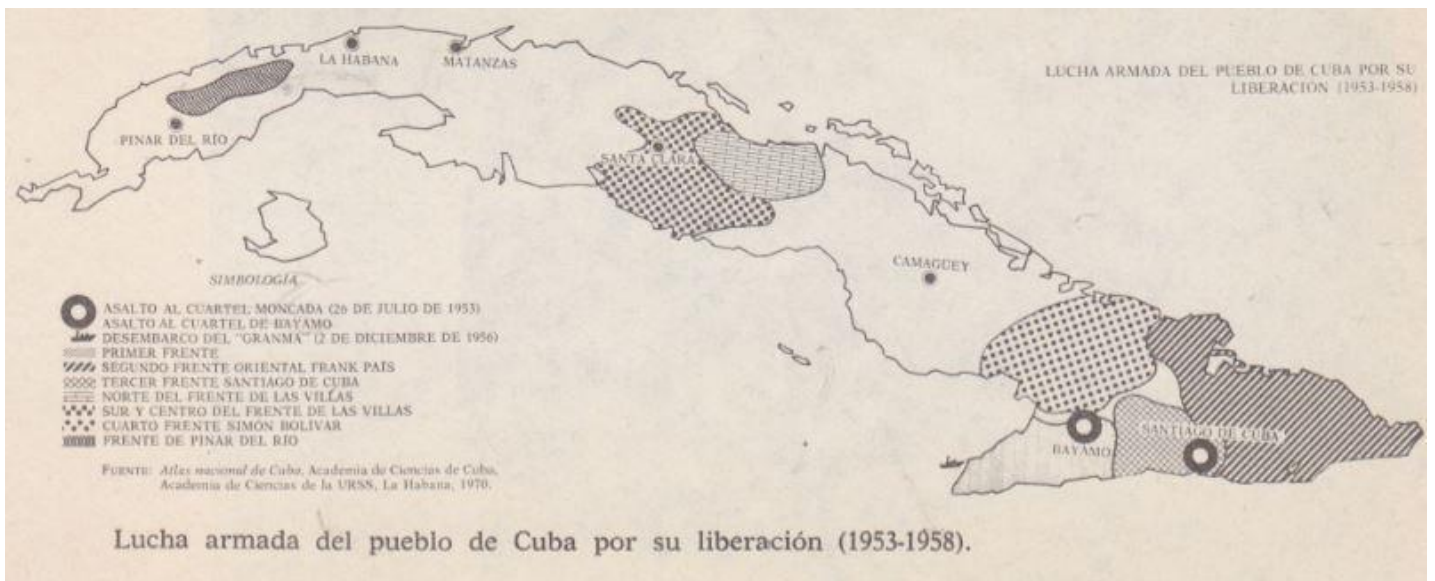 LA HABANA
MATANZAS
LUCHA ARMADA DEL PUEBLO DE CUBA POR SU
LIBERACIÓN (1953-1958)
PINAR DEL RÍO
SANTA CLARA
CAMAGUEY
SIMBOLOGÍA
ASALTO AL CUARTEL MONCADA (26 DE JULIO DE 1953)
ASALTO AL CUARTEL DE BAYAMO
DESEMBARCO DEL "GRANMA" (2 DE DICIEMBRE DE 1956)
PRIMER FRENTE
SEGUNDO FRENTE ORIENTAL FRANK PAÍS
TERCER FRENTE SANTIAGO DE CUBA
NORTE DEL FRENTE DE LAS VILLAS
SUR Y CENTRO DEL FRENTE DE LAS VILLAS
CUARTO FRENTE SIMÓN BOLÍVAR
FRENTE DE PINAR DEL RÍO
BAYAMO
SANTIAGO DE CUBA
FUENTE: Atlas nacional de Cuba, Academia de Ciencias de Cuba,
Academia de Ciencias de la URSS, La Habana, 1970.
Lucha armada del pueblo de Cuba por su liberación (1953-1958).